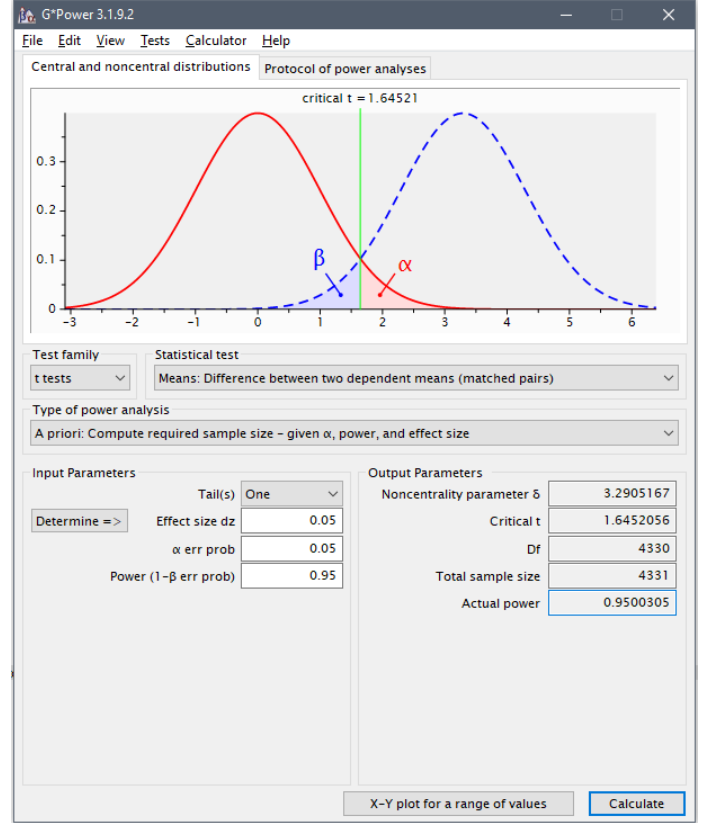 G*Power 3.1.9.2
File Edit View Tests Calculator Help
Central and noncentral distributions Protocol of power analyses
critical t = 1.64521
0.3
0.2
0.1
0
β
α
-3 -2 -1 0 1 2 3 4 5 6
Test family Statistical test
t tests Means: Difference between two dependent means (matched pairs)
Type of power analysis
A priori: Compute required sample size - given α, power, and effect size
Input Parameters Output Parameters
Tail(s) One Noncentrality parameter δ 3.2905167
Determine => Effect size dz 0.05 Critical t 1.6452056
α err prob 0.05 Df 4330
Power (1-β err prob) 0.95 Total sample size 4331
Actual power 0.9500305
X-Y plot for a range of values Calculate